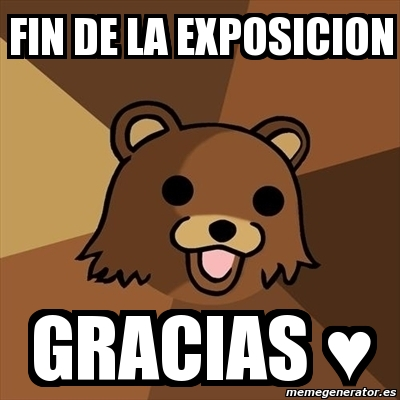 FIN DE LA EXPOSICION
GRACIAS ♥
memegenerator.es